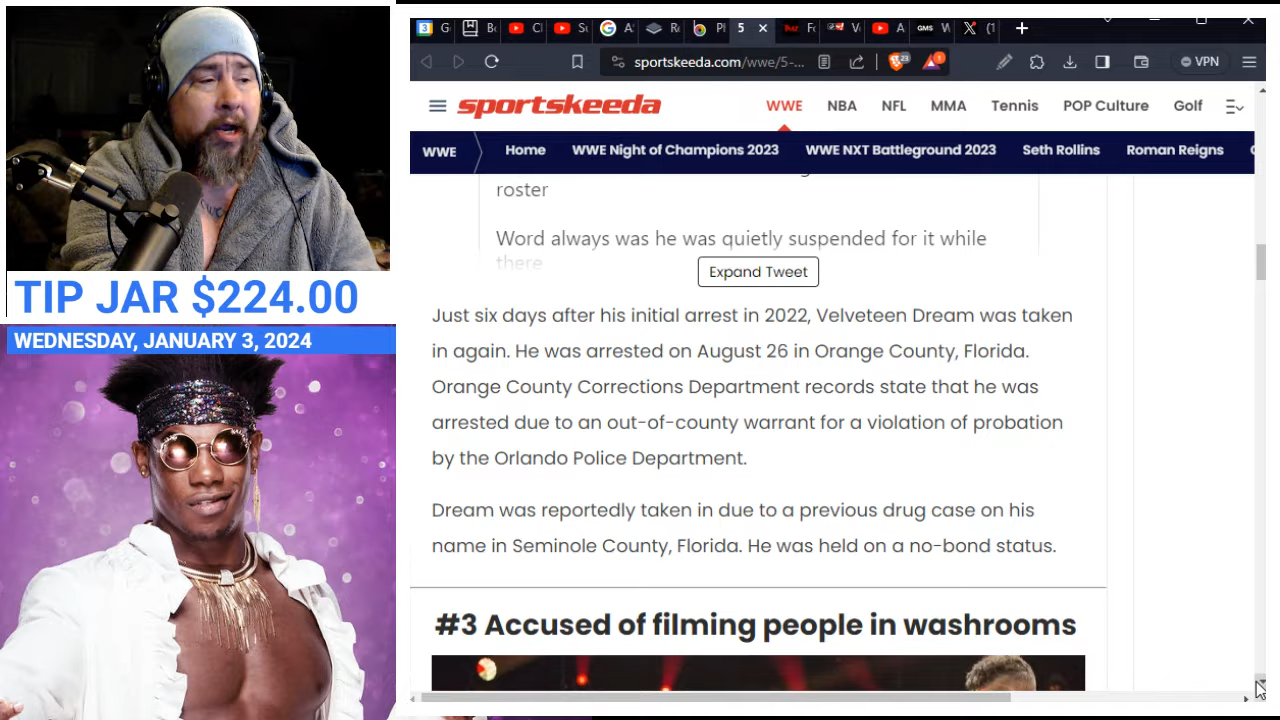 TIP JAR $224.00
WEDNESDAY, JANUARY 3, 2024
3 G
5
GMS
(1
sportskeeda.com/wwe/5-...
23
1
VPN
sportskeeda
WWE NBA NFL MMA Tennis POP Culture Golf
WWE Home WWE Night of Champions 2023 WWE NXT Battleground 2023 Seth Rollins Roman Reigns
roster
Word always was he was quietly suspended for it while
there
Expand Tweet
Just six days after his initial arrest in 2022, Velveteen Dream was taken
in again. He was arrested on August 26 in Orange County, Florida.
Orange County Corrections Department records state that he was
arrested due to an out-of-county warrant for a violation of probation
by the Orlando Police Department.
Dream was reportedly taken in due to a previous drug case on his
name in Seminole County, Florida. He was held on a no-bond status.
#3 Accused of filming people in washrooms